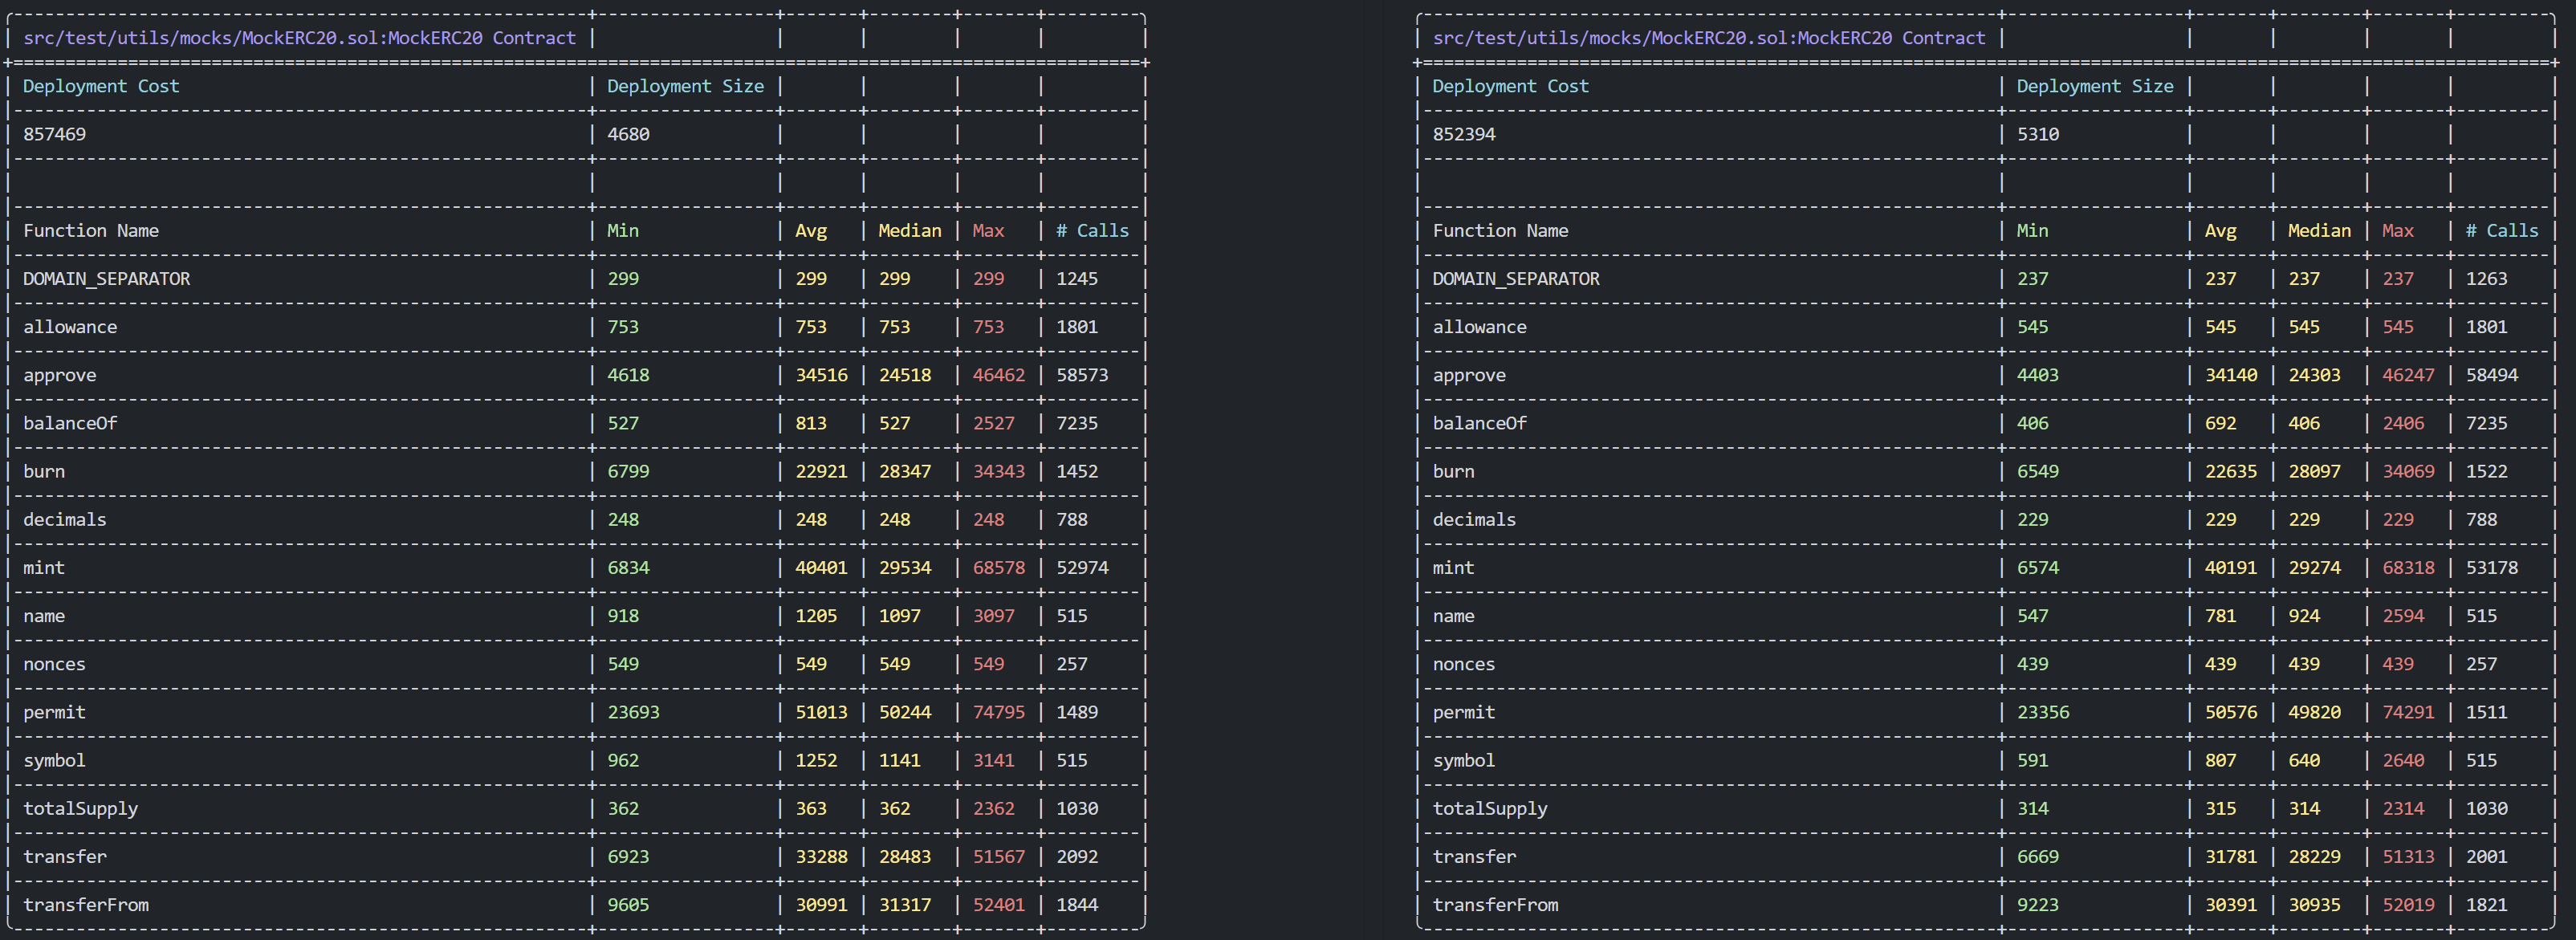 src/test/utils/mocks/MockERC20.sol:MockERC20 Contract
Deployment Cost | Deployment Size
857469 | 4680
Function Name | Min | Avg | Median | Max | # Calls
DOMAIN_SEPARATOR | 299 | 299 | 299 | 299 | 1245
allowance | 753 | 753 | 753 | 753 | 1801
approve | 4618 | 34516 | 24518 | 46462 | 58573
balanceOf | 527 | 813 | 527 | 2527 | 7235
burn | 6799 | 22921 | 28347 | 34343 | 1452
decimals | 248 | 248 | 248 | 248 | 788
mint | 6834 | 40401 | 29534 | 68578 | 52974
name | 918 | 1205 | 1097 | 3097 | 515
nonces | 549 | 549 | 549 | 549 | 257
permit | 23693 | 51013 | 50244 | 74795 | 1489
symbol | 962 | 1252 | 1141 | 3141 | 515
totalSupply | 362 | 363 | 362 | 2362 | 1030
transfer | 6923 | 33288 | 28483 | 51567 | 2092
transferFrom | 9605 | 30991 | 31317 | 52401 | 1844
src/test/utils/mocks/MockERC20.sol:MockERC20 Contract
Deployment Cost | Deployment Size
852394 | 5310
Function Name | Min | Avg | Median | Max | # Calls
DOMAIN_SEPARATOR | 237 | 237 | 237 | 237 | 1263
allowance | 545 | 545 | 545 | 545 | 1801
approve | 4403 | 34140 | 24303 | 46247 | 58494
balanceOf | 406 | 692 | 406 | 2406 | 7235
burn | 6549 | 22635 | 28097 | 34069 | 1522
decimals | 229 | 229 | 229 | 229 | 788
mint | 6574 | 40191 | 29274 | 68318 | 53178
name | 547 | 781 | 924 | 2594 | 515
nonces | 439 | 439 | 439 | 439 | 257
permit | 23356 | 50576 | 49820 | 74291 | 1511
symbol | 591 | 807 | 640 | 2640 | 515
totalSupply | 314 | 315 | 314 | 2314 | 1030
transfer | 6669 | 31781 | 28229 | 51313 | 2001
transferFrom | 9223 | 30391 | 30935 | 52019 | 1821